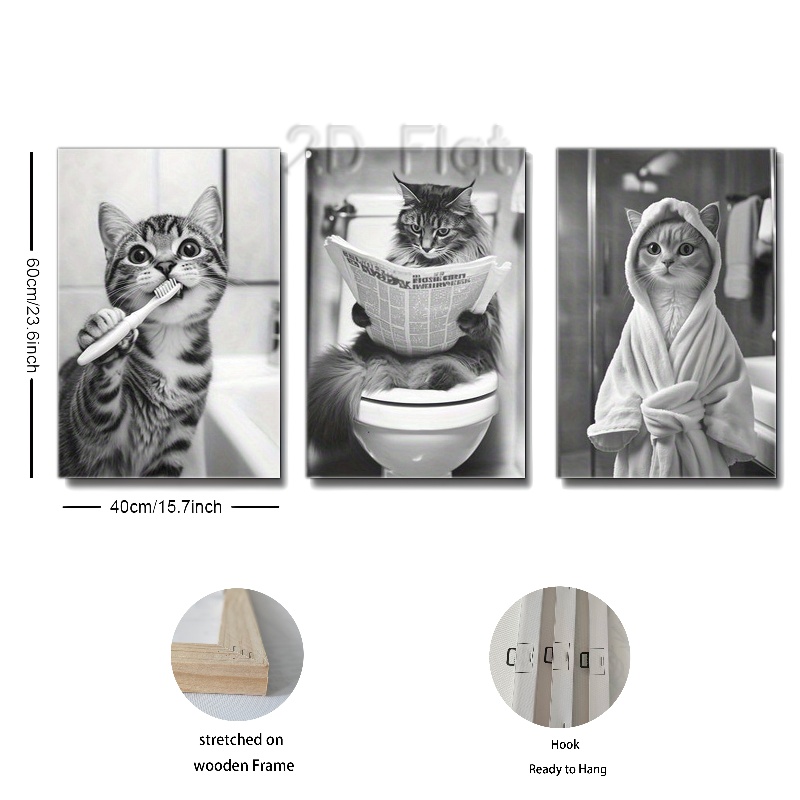 2D Flat
60cm/23.6inch
40cm/15.7inch
stretched on
wooden Frame
Hook
Ready to Hang